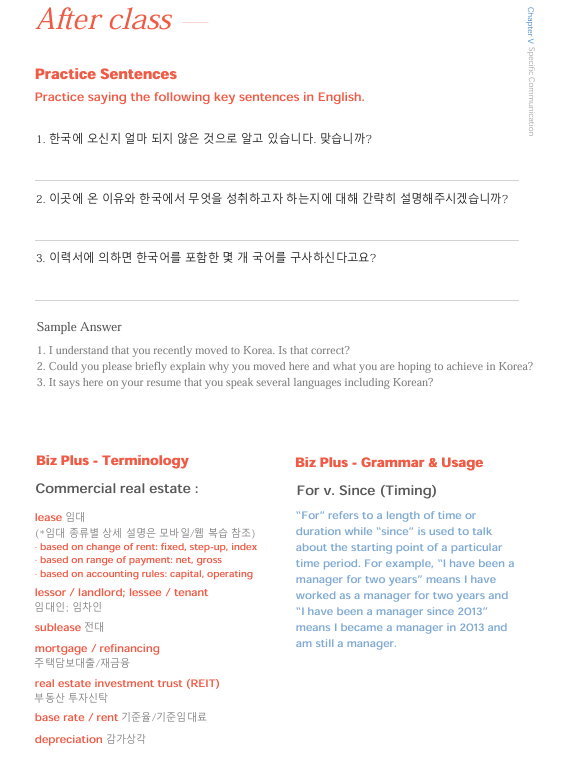 After class
Chapter V Specific Communication
Practice Sentences
Practice saying the following key sentences in English.
1. 한국에 오신지 얼마 되지 않은 것으로 알고 있습니다. 맞습니까?
2. 이곳에 온 이유와 한국에서 무엇을 성취하고자 하는지에 대해 간략히 설명해주시겠습니까?
3. 이력서에 의하면 한국어를 포함한 몇 개 국어를 구사하신다고요?
Sample Answer
1. I understand that you recently moved to Korea. Is that correct?
2. Could you please briefly explain why you moved here and what you are hoping to achieve in Korea?
3. It says here on your resume that you speak several languages including Korean?
Biz Plus - Terminology
Commercial real estate :
lease 임대
(*임대 종류별 상세 설명은 모바일/웹 복습 참조)
· based on change of rent: fixed, step-up, index
· based on range of payment: net, gross
· based on accounting rules: capital, operating
lessor / landlord; lessee / tenant
임대인; 임차인
sublease 전대
mortgage / refinancing
주택담보대출/재금융
real estate investment trust (REIT)
부동산 투자신탁
base rate / rent 기준율/기준임대료
depreciation 감가상각
Biz Plus - Grammar & Usage
For v. Since (Timing)
“For” refers to a length of time or
duration while “since” is used to talk
about the starting point of a particular
time period. For example, “I have been a
manager for two years” means I have
worked as a manager for two years and
“I have been a manager since 2013”
means I became a manager in 2013 and
am still a manager.